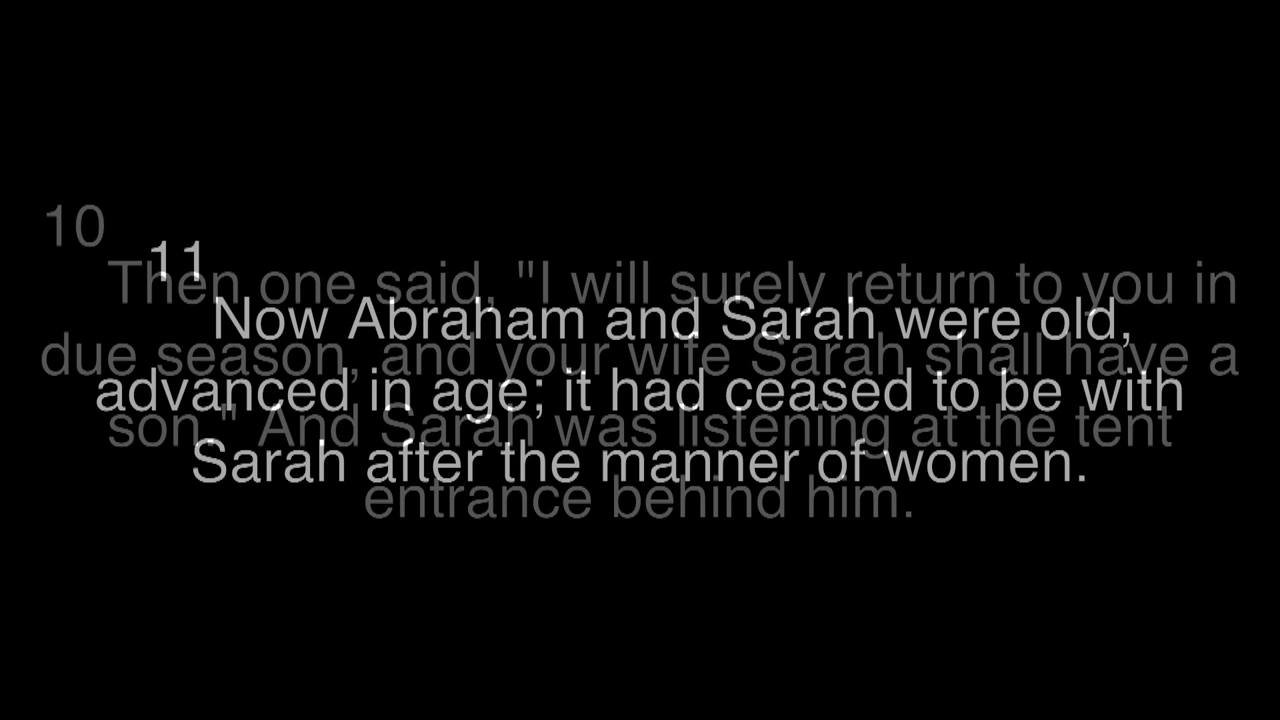 10
Then one said, "I will surely return to you in
due season, and your wife Sarah shall have a
son." And Sarah was listening at the tent
entrance behind him.
11
Now Abraham and Sarah were old,
advanced in age; it had ceased to be with
Sarah after the manner of women.